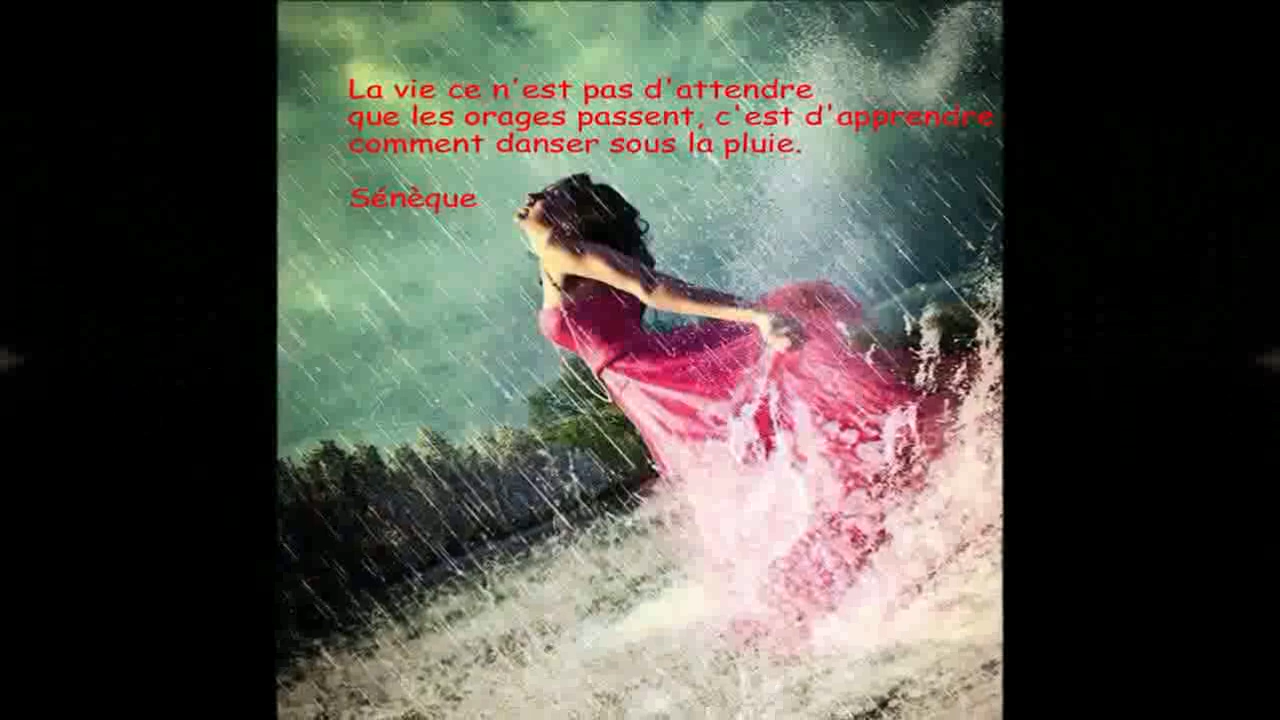 La vie ce n'est pas d'attendre
que les orages passent, c'est d'apprendre
comment danser sous la pluie.
Sénèque